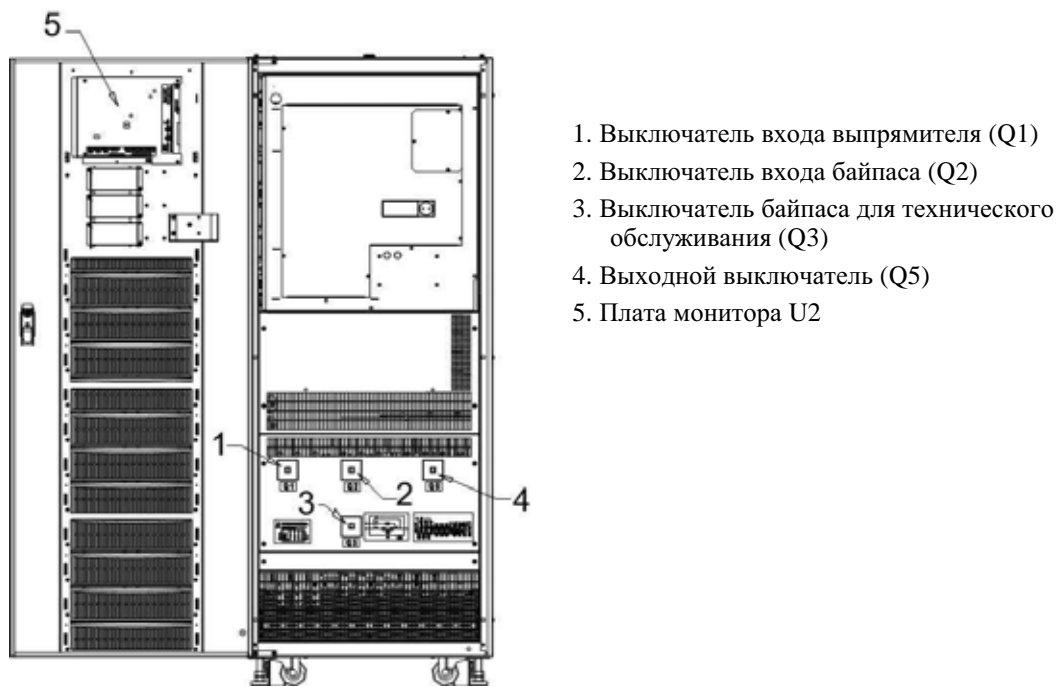 5
1. Выключатель входа выпрямителя (Q1)
2. Выключатель входа байпаса (Q2)
3. Выключатель байпаса для технического
обслуживания (Q3)
4. Выходной выключатель (Q5)
5. Плата монитора U2
1
2
3
4